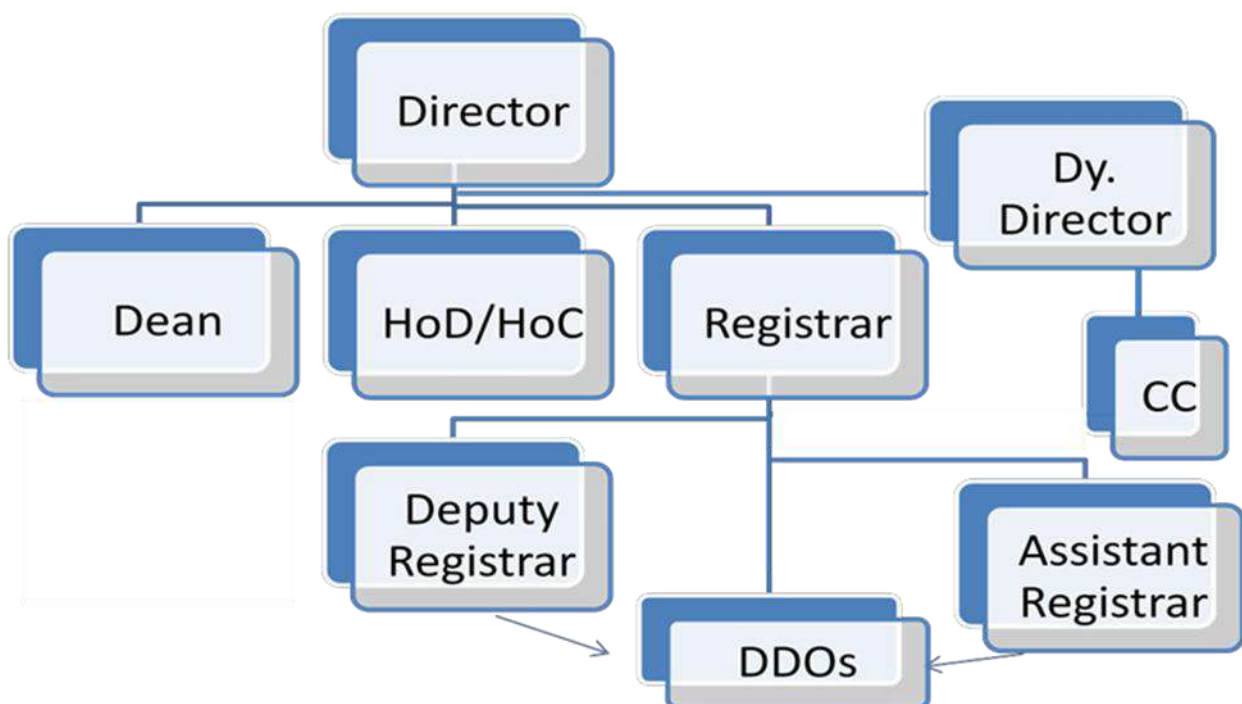 Director
Dy.
Director
Dean
HoD/HoC
Registrar
CC
Deputy
Registrar
Assistant
Registrar
DDOs